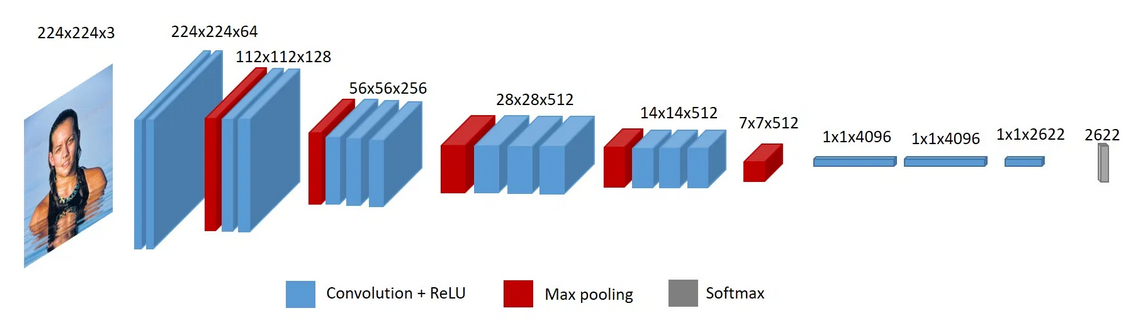 224x224x3
224x224x64
112x112x128
56x56x256
28x28x512
14x14x512
7x7x512
1x1x4096
1x1x4096
1x1x2622
2622
Convolution + ReLU
Max pooling
Softmax